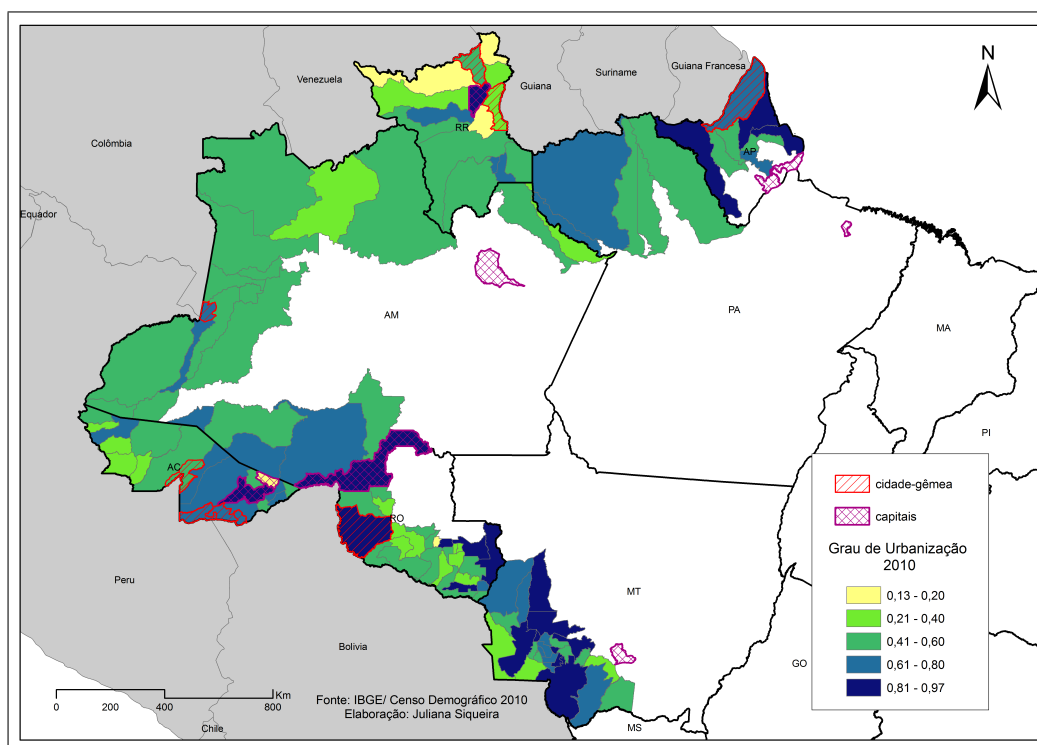 N
Venezuela
Guiana
Suriname
Guiana Francesa
Colômbia
RR
AP
Equador
AM
PA
MA
PI
AC
RO
Peru
MT
Bolivia
GO
MS
Chile
cidade-gêmea
capitais
Grau de Urbanização
2010
0,13 - 0,20
0,21 - 0,40
0,41 - 0,60
0,61 - 0,80
0,81 - 0,97
Km
0 200 400 800
Fonte: IBGE/ Censo Demográfico 2010
Elaboração: Juliana Siqueira